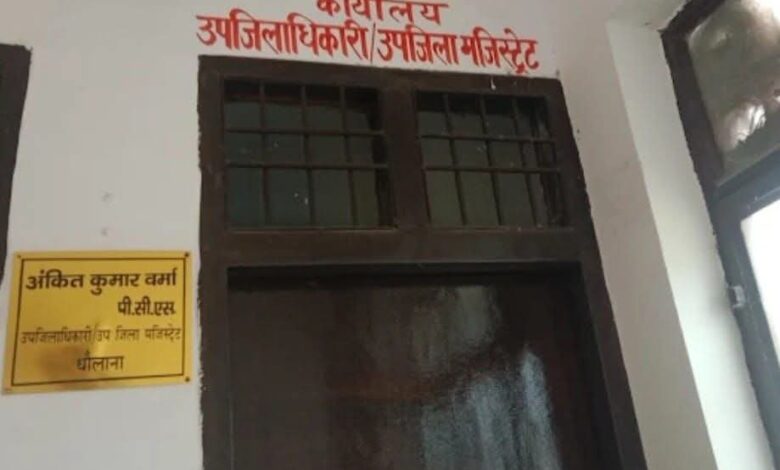 कार्यालय
उपजिलाधिकारी/उपजिला मजिस्ट्रेट
अंकित कुमार वर्मा
पी.सी.एस.
उपजिलाधिकारी/उप जिला मजिस्ट्रेट
धौलाना